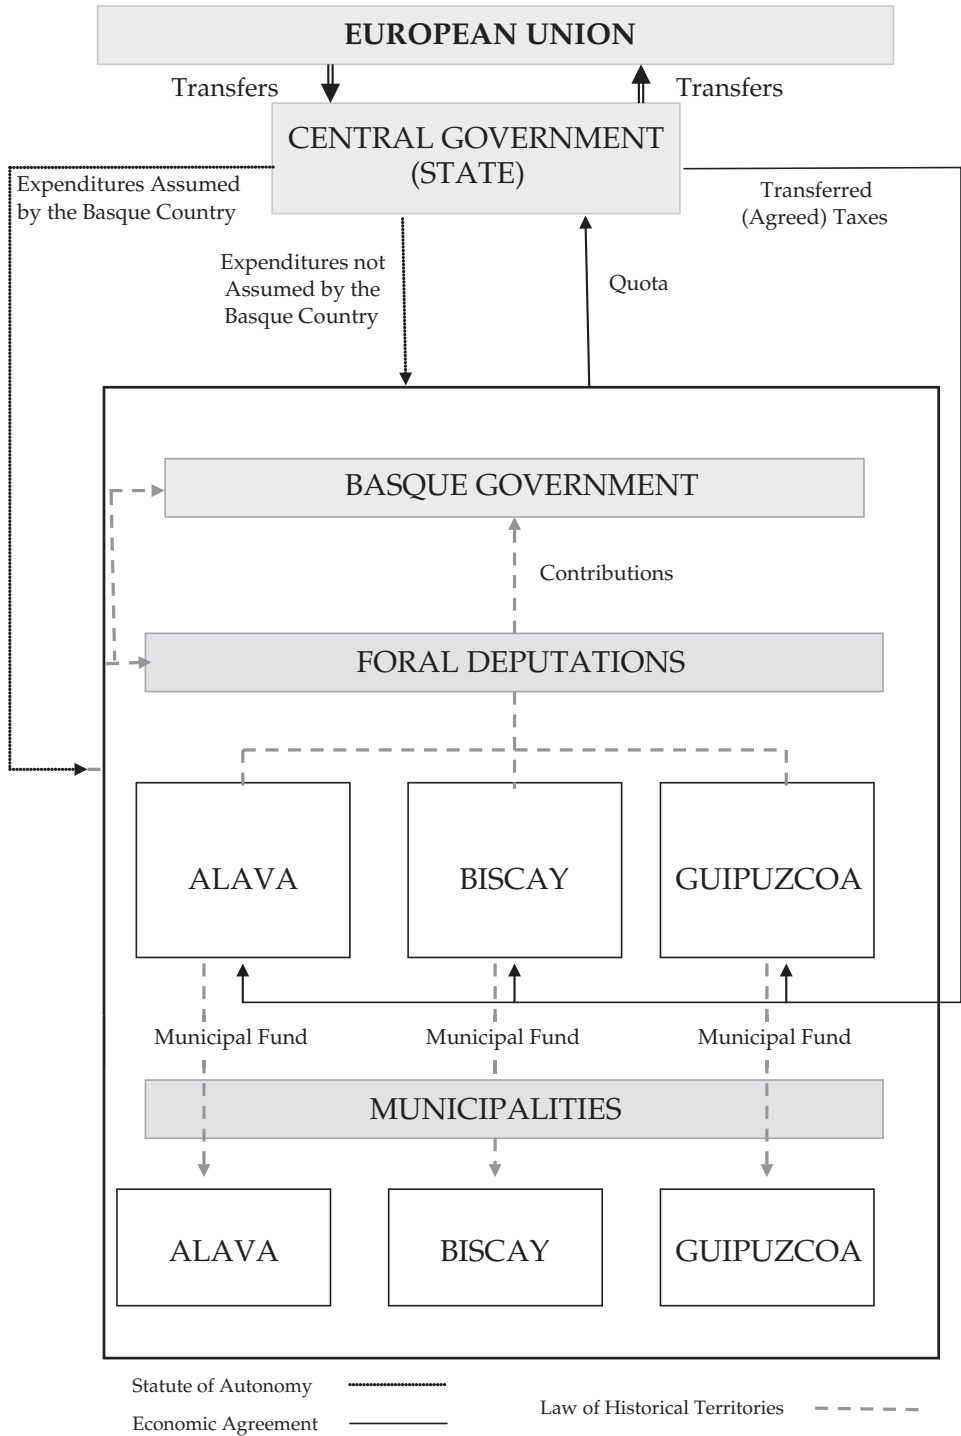 EUROPEAN UNION
Transfers
Transfers
CENTRAL GOVERNMENT
(STATE)
Expenditures Assumed
by the Basque Country
Transferred
(Agreed) Taxes
Expenditures not
Assumed by the
Basque Country
Quota
BASQUE GOVERNMENT
Contributions
FORAL DEPUTATIONS
ALAVA
BISCAY
GUIPUZCOA
Municipal Fund
Municipal Fund
Municipal Fund
MUNICIPALITIES
ALAVA
BISCAY
GUIPUZCOA
Statute of Autonomy
Economic Agreement
Law of Historical Territories